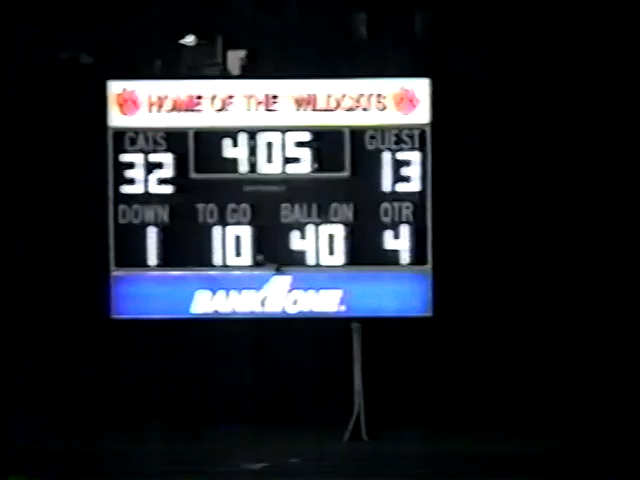 HOME OF THE WILDCATS
CATS 4:05 GUEST
32 13
DOWN TO GO BALL ON QTR
1 10 40 4
BANK ONE